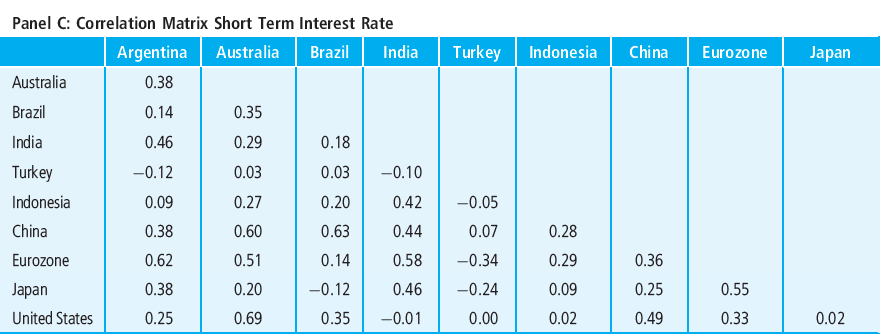 Panel C: Correlation Matrix Short Term Interest Rate
Argentina Australia Brazil India Turkey Indonesia China Eurozone Japan
Australia 0.38
Brazil 0.14 0.35
India 0.46 0.29 0.18
Turkey −0.12 0.03 0.03 −0.10
Indonesia 0.09 0.27 0.20 0.42 −0.05
China 0.38 0.60 0.63 0.44 0.07 0.28
Eurozone 0.62 0.51 0.14 0.58 −0.34 0.29 0.36
Japan 0.38 0.20 −0.12 0.46 −0.24 0.09 0.25 0.55
United States 0.25 0.69 0.35 −0.01 0.00 0.02 0.49 0.33 0.02